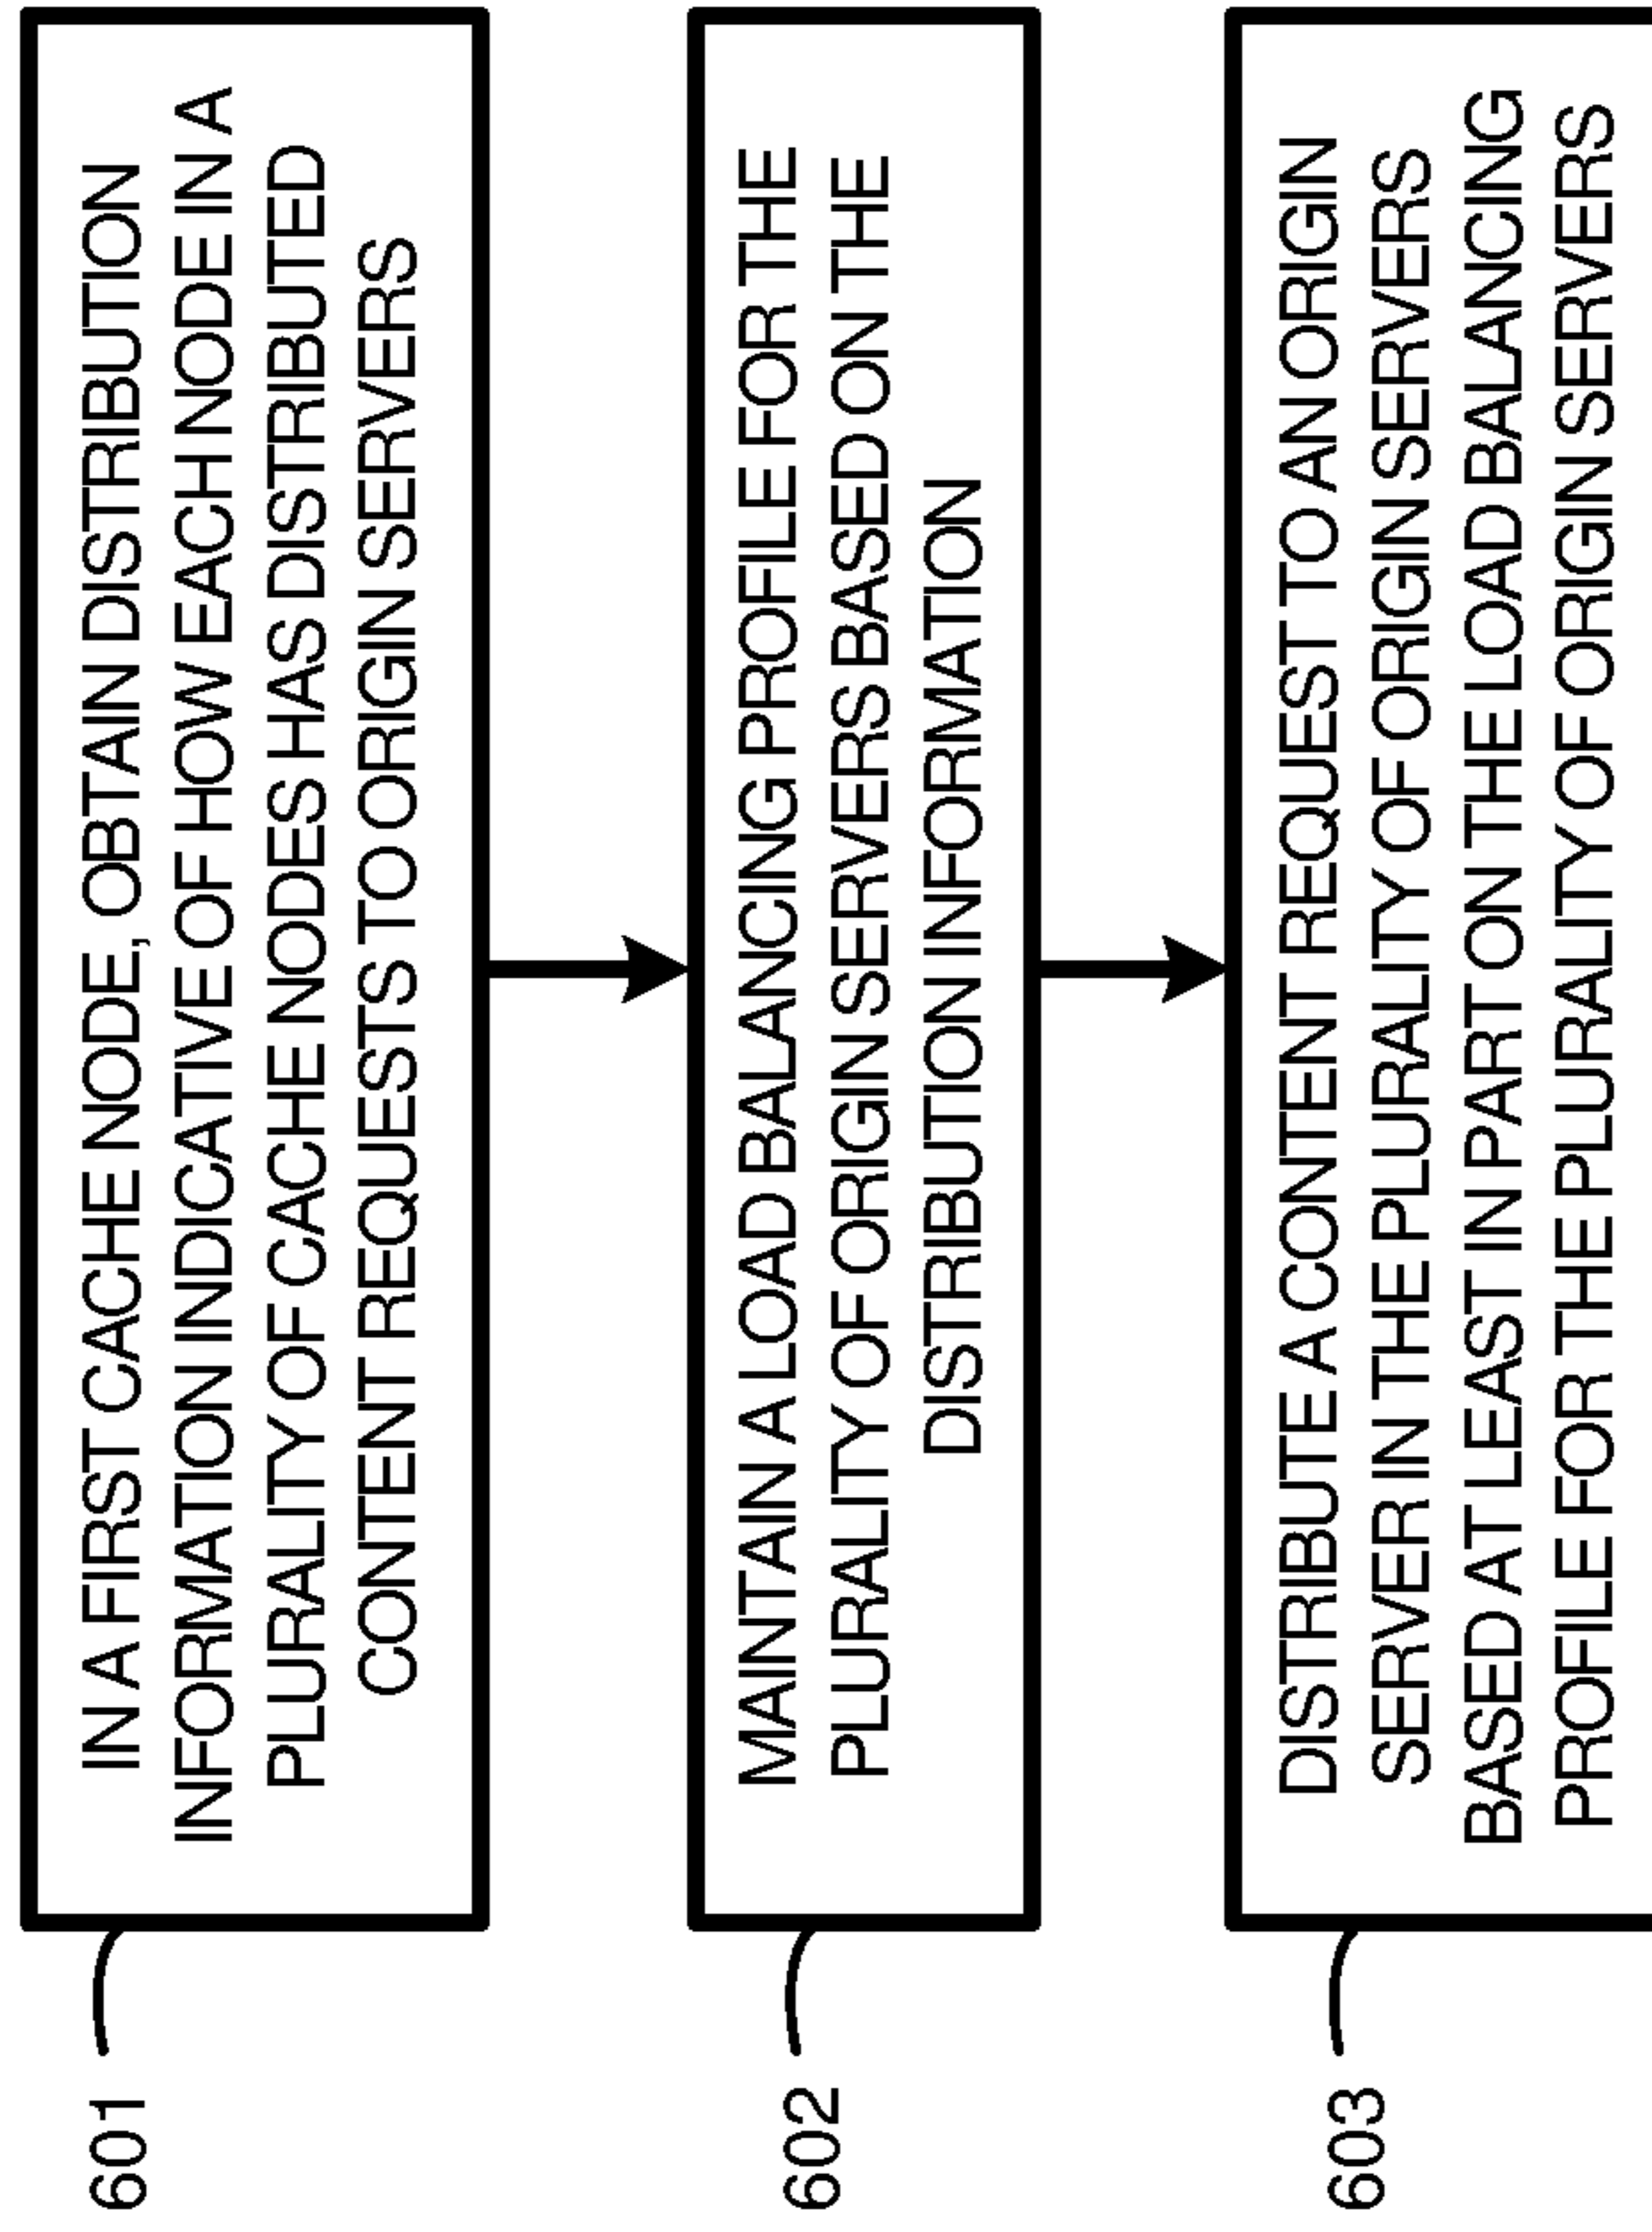 601
IN A FIRST CACHE NODE, OBTAIN DISTRIBUTION
INFORMATION INDICATIVE OF HOW EACH NODE IN A
PLURALITY OF CACHE NODES HAS DISTRIBUTED
CONTENT REQUESTS TO ORIGIN SERVERS
602
MAINTAIN A LOAD BALANCING PROFILE FOR THE
PLURALITY OF ORIGIN SERVERS BASED ON THE
DISTRIBUTION INFORMATION
603
DISTRIBUTE A CONTENT REQUEST TO AN ORIGIN
SERVER IN THE PLURALITY OF ORIGIN SERVERS
BASED AT LEAST IN PART ON THE LOAD BALANCING
PROFILE FOR THE PLURALITY OF ORIGIN SERVERS